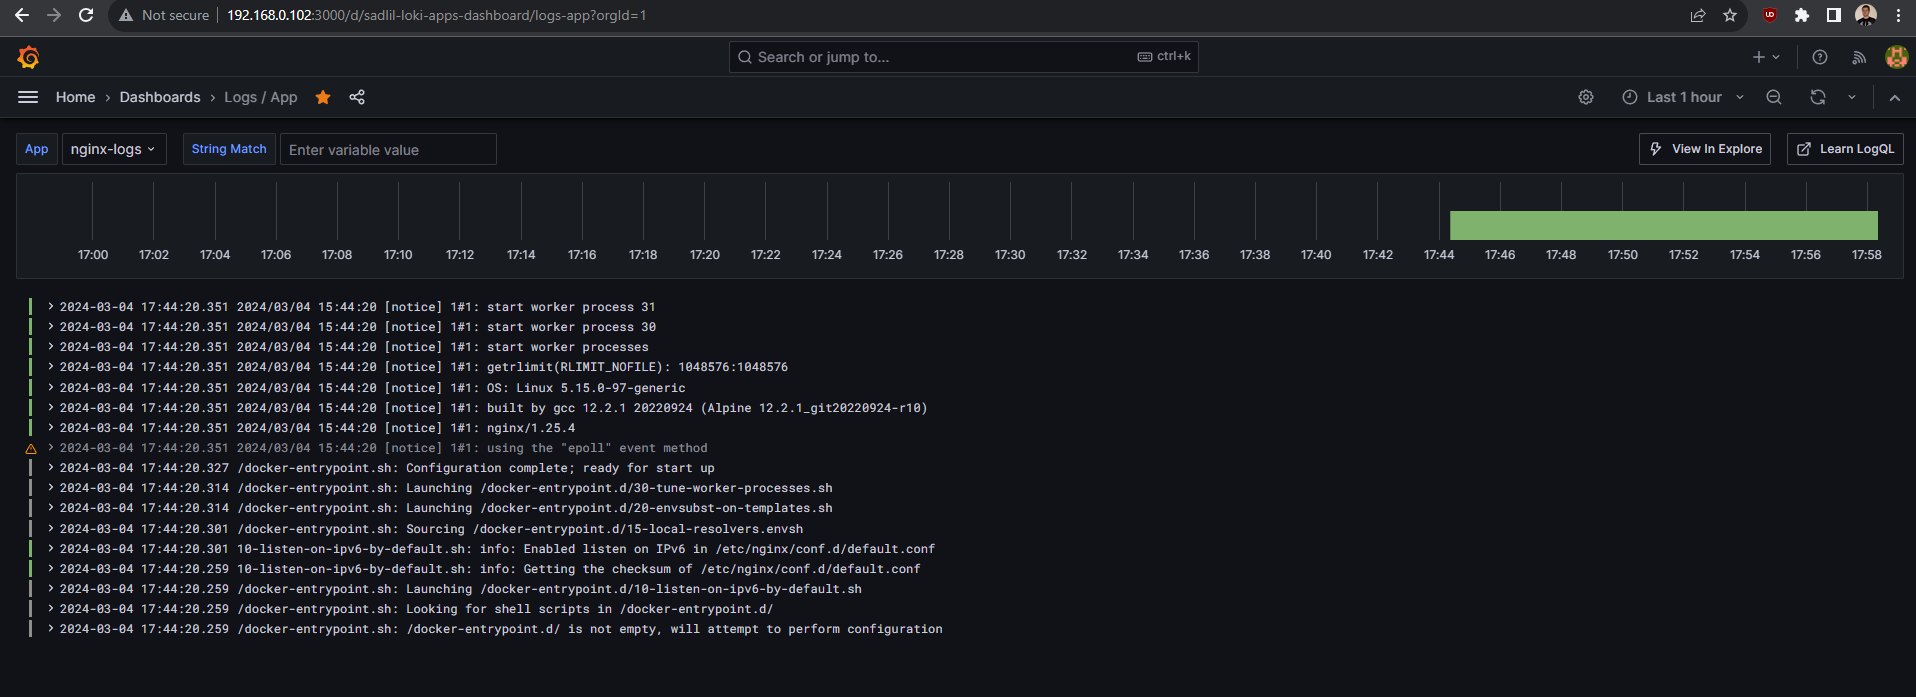 Not secure 192.168.0.102:3000/d/sadlil-loki-apps-dashboard/logs-app?orgId=1
Search or jump to... ctrl+k
Home Dashboards Logs / App Last 1 hour
App nginx-logs String Match Enter variable value View In Explore Learn LogQL
17:00 17:02 17:04 17:06 17:08 17:10 17:12 17:14 17:16 17:18 17:20 17:22 17:24 17:26 17:28 17:30 17:32 17:34 17:36 17:38 17:40 17:42 17:44 17:46 17:48 17:50 17:52 17:54 17:56 17:58
2024-03-04 17:44:20.351 2024/03/04 15:44:20 [notice] 1#1: start worker process 31
2024-03-04 17:44:20.351 2024/03/04 15:44:20 [notice] 1#1: start worker process 30
2024-03-04 17:44:20.351 2024/03/04 15:44:20 [notice] 1#1: start worker processes
2024-03-04 17:44:20.351 2024/03/04 15:44:20 [notice] 1#1: getrlimit(RLIMIT_NOFILE): 1048576:1048576
2024-03-04 17:44:20.351 2024/03/04 15:44:20 [notice] 1#1: OS: Linux 5.15.0-97-generic
2024-03-04 17:44:20.351 2024/03/04 15:44:20 [notice] 1#1: built by gcc 12.2.1 20220924 (Alpine 12.2.1_git20220924-r10)
2024-03-04 17:44:20.351 2024/03/04 15:44:20 [notice] 1#1: nginx/1.25.4
2024-03-04 17:44:20.351 2024/03/04 15:44:20 [notice] 1#1: using the "epoll" event method
2024-03-04 17:44:20.327 /docker-entrypoint.sh: Configuration complete; ready for start up
2024-03-04 17:44:20.314 /docker-entrypoint.sh: Launching /docker-entrypoint.d/30-tune-worker-processes.sh
2024-03-04 17:44:20.314 /docker-entrypoint.sh: Launching /docker-entrypoint.d/20-envsubst-on-templates.sh
2024-03-04 17:44:20.301 /docker-entrypoint.sh: Sourcing /docker-entrypoint.d/15-local-resolvers.envsh
2024-03-04 17:44:20.301 10-listen-on-ipv6-by-default.sh: info: Enabled listen on IPv6 in /etc/nginx/conf.d/default.conf
2024-03-04 17:44:20.259 10-listen-on-ipv6-by-default.sh: info: Getting the checksum of /etc/nginx/conf.d/default.conf
2024-03-04 17:44:20.259 /docker-entrypoint.sh: Launching /docker-entrypoint.d/10-listen-on-ipv6-by-default.sh
2024-03-04 17:44:20.259 /docker-entrypoint.sh: Looking for shell scripts in /docker-entrypoint.d/
2024-03-04 17:44:20.259 /docker-entrypoint.sh: /docker-entrypoint.d/ is not empty, will attempt to perform configuration